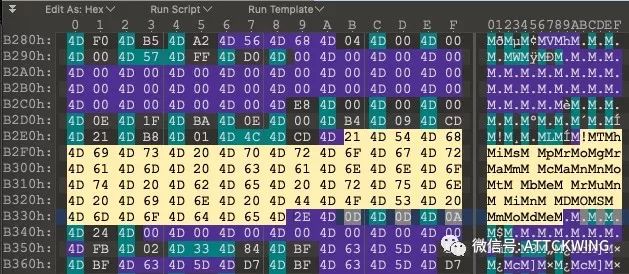 Edit As: Hex Run Script Run Template
0 1 2 3 4 5 6 7 8 9 A B C D E F 0123456789ABCDEF
B280h: 4D F0 4D B5 4D A2 4D 56 4D 68 4D 04 4D 00 4D 00 MðMµM¢MVMhM.M.M.
B290h: 4D 00 4D 57 4D FF 4D D0 4D 00 4D 00 4D 00 4D 00 M.MWMÿMÐM.M.M.M.
B2A0h: 4D 00 4D 00 4D 00 4D 00 4D 00 4D 00 4D 00 4D 00 M.M.M.M.M.M.M.M.
B2B0h: 4D 00 4D 00 4D 00 4D 00 4D 00 4D 00 4D 00 4D 00 M.M.M.M.M.M.M.M.
B2C0h: 4D 00 4D 00 4D 00 4D 00 4D E8 4D 00 4D 00 4D 00 M.M.M.M.MèM.M.M.
B2D0h: 4D 0E 4D 1F 4D BA 4D 0E 4D 00 4D B4 4D 09 4D CD M.M.MºM.M.M´M.MÍ
B2E0h: 4D 21 4D B8 4D 01 4D 4C 4D CD 4D 21 4D 54 4D 68 M!M¸M.MLMÍM!MTMh
B2F0h: 4D 69 4D 73 4D 20 4D 70 4D 72 4D 6F 4D 67 4D 72 MiMsM MpMrMoMgMr
B300h: 4D 61 4D 6D 4D 20 4D 63 4D 61 4D 6E 4D 6E 4D 6F MaMmM McMaMnMnMo
B310h: 4D 74 4D 20 4D 62 4D 65 4D 20 4D 72 4D 75 4D 6E MtM MbMeM MrMuMn
B320h: 4D 20 4D 69 4D 6E 4D 20 4D 44 4D 4F 4D 53 4D 20 M MiMnM MDMOMSM
B330h: 4D 6D 4D 6F 4D 64 4D 65 4D 2E 4D 0D 4D 0D 4D 0A MmMoMdMeM.M.M.M.
B340h: 4D 24 4D 00 4D 00 4D 00 4D 00 4D 00 4D 00
B350h: 4D FB 4D 02 4D 33 4D 84 4D BF
B360h: 4D BF 4D 63 4D 5D 4D D7 4D BF 4D 63 4D 5D 4D D7 M¿McM]M×M¿McM]M×
微信号: ATTCKWING